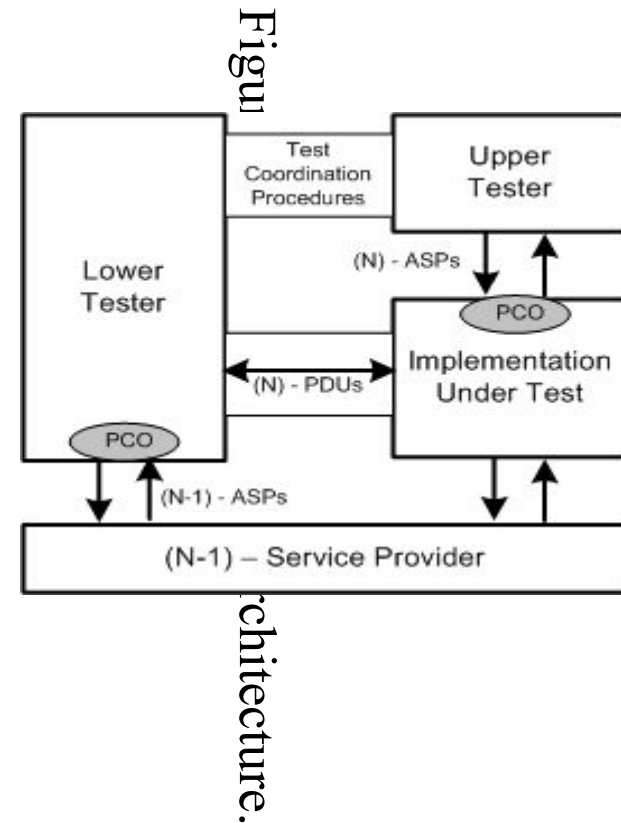 Test
Coordination
Procedures
Upper
Tester
Lower
Tester
(N) - ASPs
PCO
Implementation
Under Test
(N) - PDUs
PCO
(N-1) - ASPs
(N-1) – Service Provider